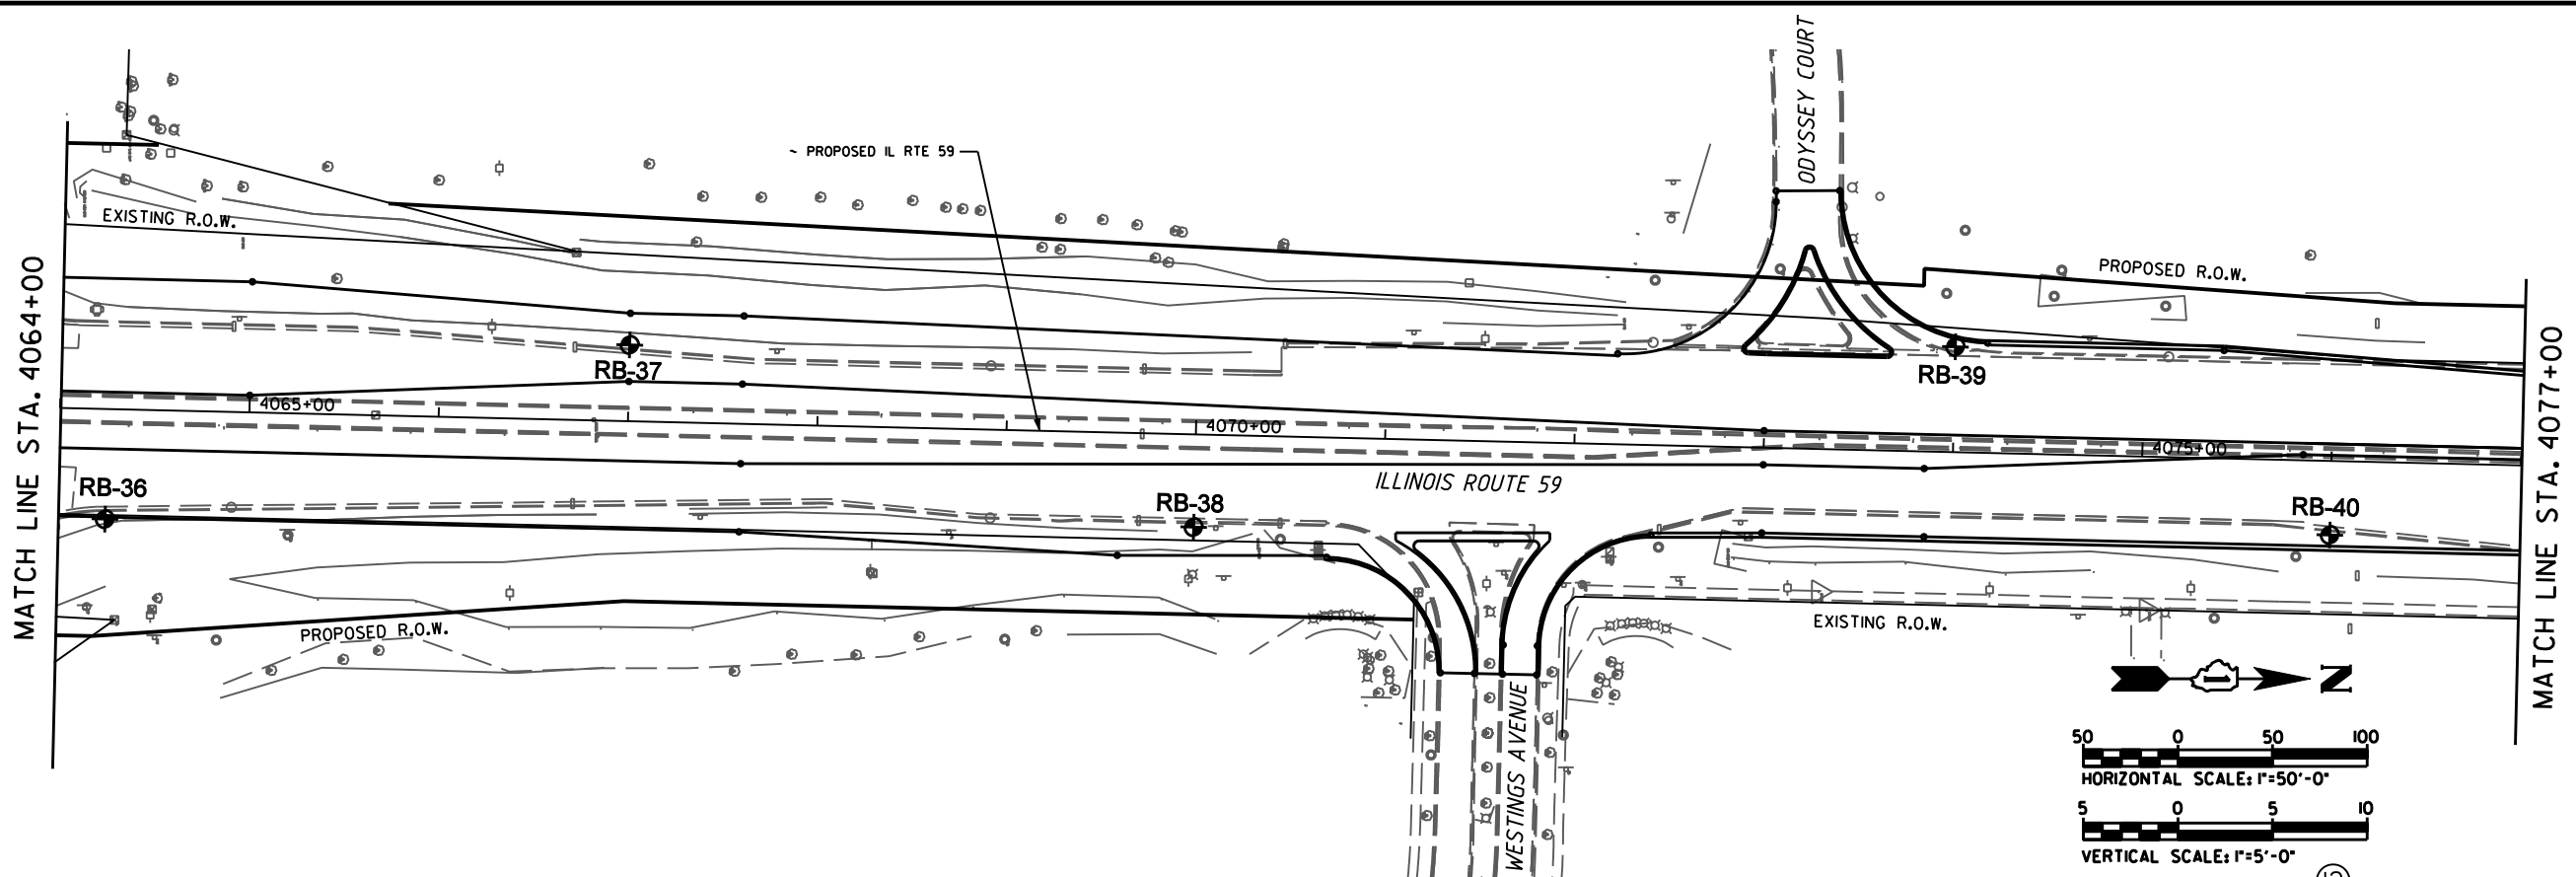 ODYSSEY COURT
~ PROPOSED IL RTE 59
EXISTING R.O.W.
PROPOSED R.O.W.
MATCH LINE STA. 4064+00
MATCH LINE STA. 4077+00
RB-37
RB-39
4065+00
4070+00
4075+00
ILLINOIS ROUTE 59
RB-36
RB-38
RB-40
PROPOSED R.O.W.
EXISTING R.O.W.
WESTINGS AVENUE
N
50 0 50 100
HORIZONTAL SCALE: 1"=50'-0"
5 0 5 10
VERTICAL SCALE: 1"=5'-0"